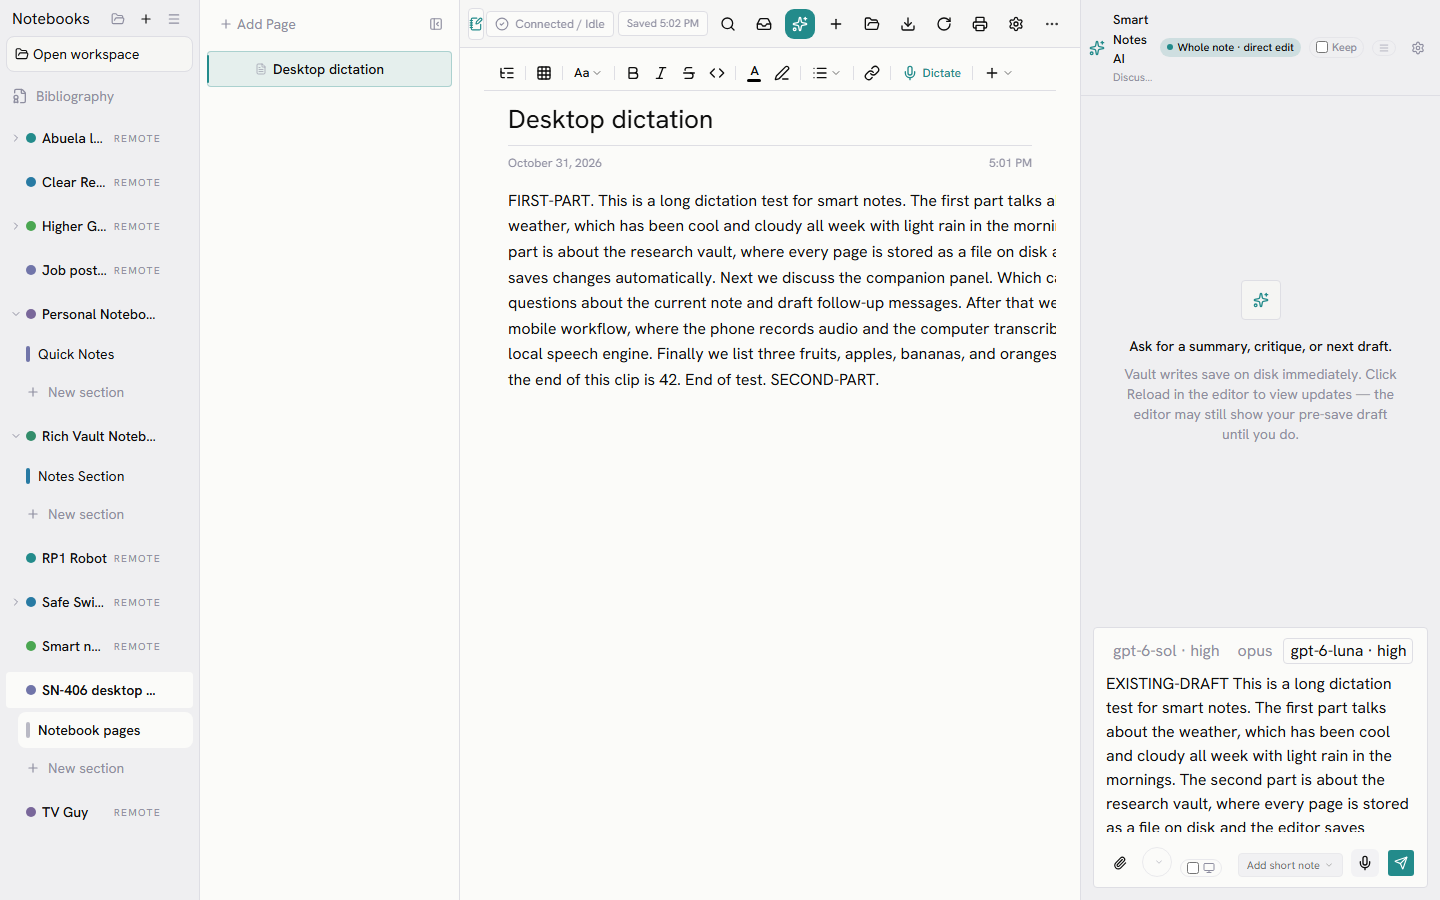 Notebooks
Open workspace
Bibliography
Abuela l... REMOTE
Clear Re... REMOTE
Higher G... REMOTE
Job post... REMOTE
Personal Notebo...
Quick Notes
New section
Rich Vault Noteb...
Notes Section
New section
RP1 Robot REMOTE
Safe Swi... REMOTE
Smart n... REMOTE
SN-406 desktop ...
Notebook pages
New section
TV Guy REMOTE
Add Page
Desktop dictation
Connected / Idle
Saved 5:02 PM
Aa
B I S A
Dictate
Desktop dictation
October 31, 2026 5:01 PM
FIRST-PART. This is a long dictation test for smart notes. The first part talks a
weather, which has been cool and cloudy all week with light rain in the morni
part is about the research vault, where every page is stored as a file on disk a
saves changes automatically. Next we discuss the companion panel. Which ca
questions about the current note and draft follow-up messages. After that we
mobile workflow, where the phone records audio and the computer transcrib
local speech engine. Finally we list three fruits, apples, bananas, and oranges
the end of this clip is 42. End of test. SECOND-PART.
Smart
Notes
AI
Discus...
Whole note · direct edit
Keep
Ask for a summary, critique, or next draft.
Vault writes save on disk immediately. Click
Reload in the editor to view updates — the
editor may still show your pre-save draft
until you do.
gpt-6-sol · high opus gpt-6-luna · high
EXISTING-DRAFT This is a long dictation
test for smart notes. The first part talks
about the weather, which has been cool
and cloudy all week with light rain in the
mornings. The second part is about the
research vault, where every page is stored
as a file on disk and the editor saves
Add short note